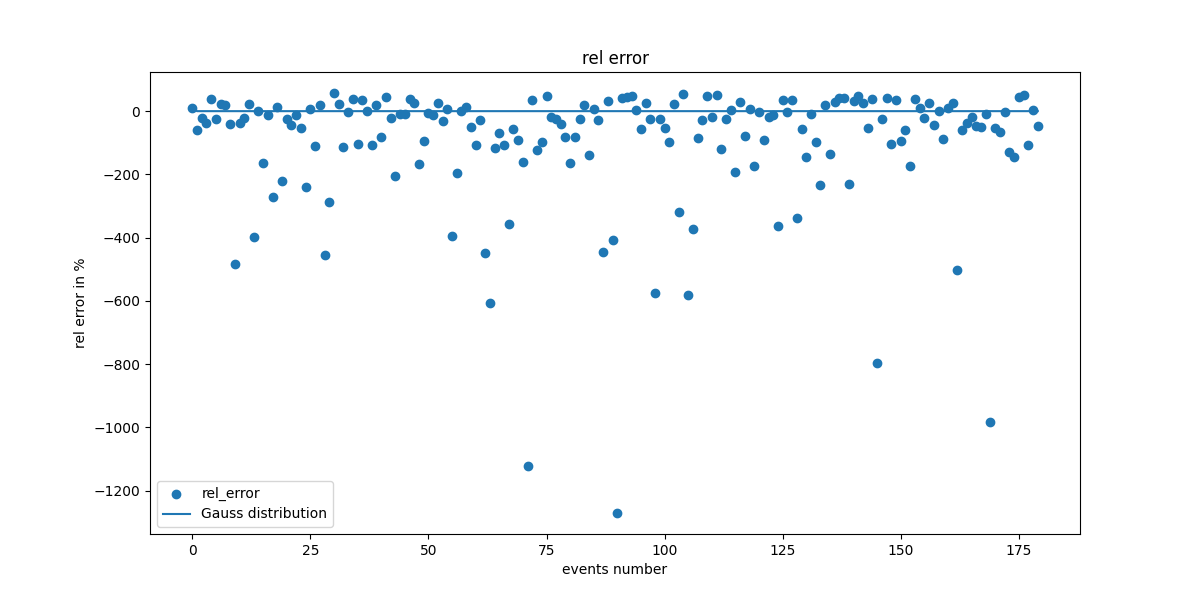 rel error
rel error in %
0
−200
−400
−600
−800
−1000
−1200
rel_error
Gauss distribution
0 25 50 75 100 125 150 175
events number